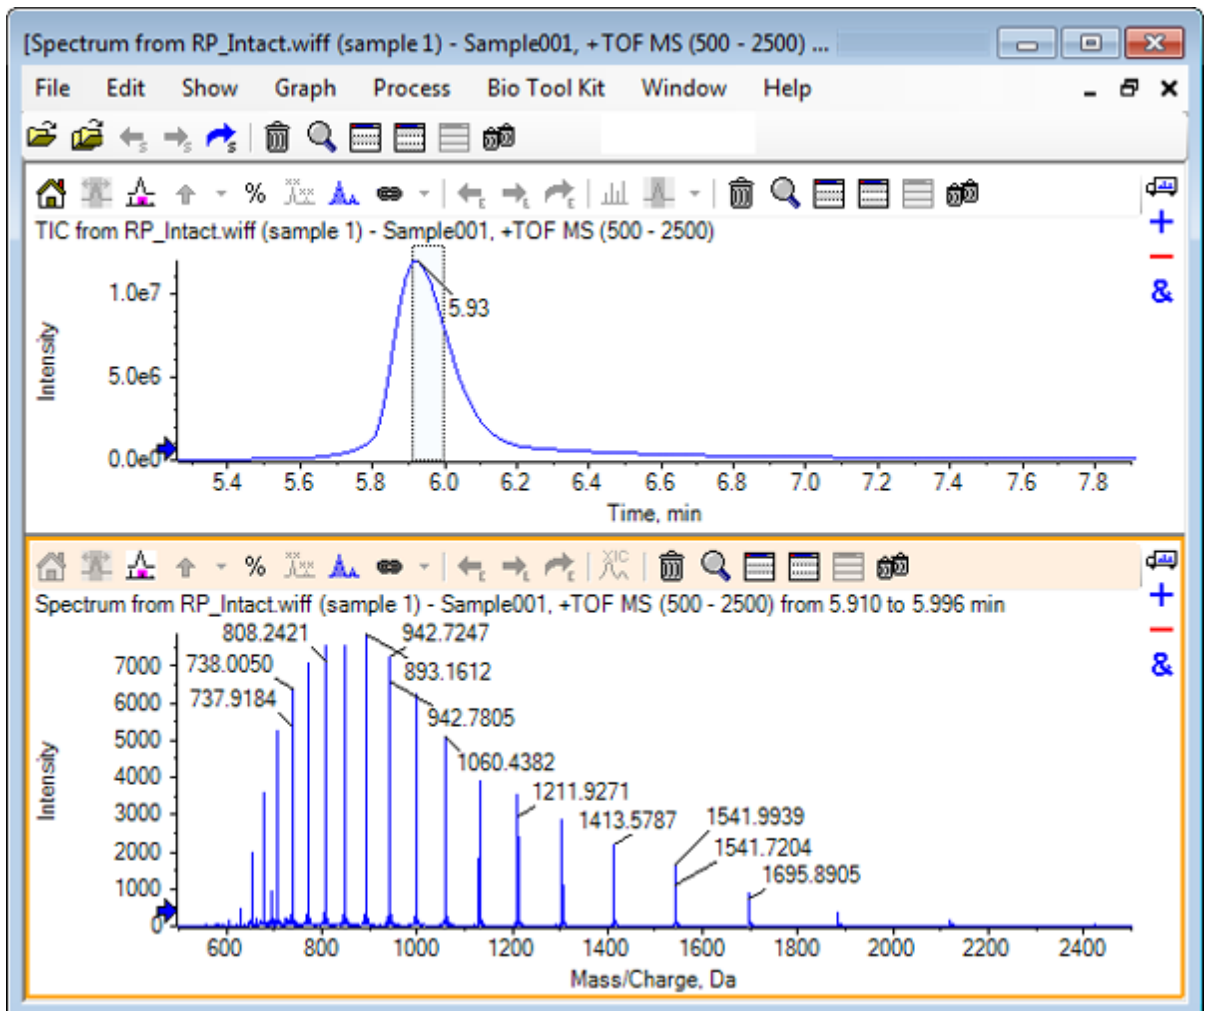 [Spectrum from RP_Intact.wiff (sample 1) - Sample001, +TOF MS (500 - 2500) ...
File Edit Show Graph Process Bio Tool Kit Window Help
%
TIC from RP_Intact.wiff (sample 1) - Sample001, +TOF MS (500 - 2500)
&
Intensity
1.0e7
5.0e6
0.0e0
5.93
5.4 5.6 5.8 6.0 6.2 6.4 6.6 6.8 7.0 7.2 7.4 7.6 7.8
Time, min
% XIC
Spectrum from RP_Intact.wiff (sample 1) - Sample001, +TOF MS (500 - 2500) from 5.910 to 5.996 min
&
Intensity
7000
6000
5000
4000
3000
2000
1000
0
808.2421
942.7247
738.0050
893.1612
737.9184
942.7805
1060.4382
1211.9271
1413.5787
1541.9939
1541.7204
1695.8905
600 800 1000 1200 1400 1600 1800 2000 2200 2400
Mass/Charge, Da